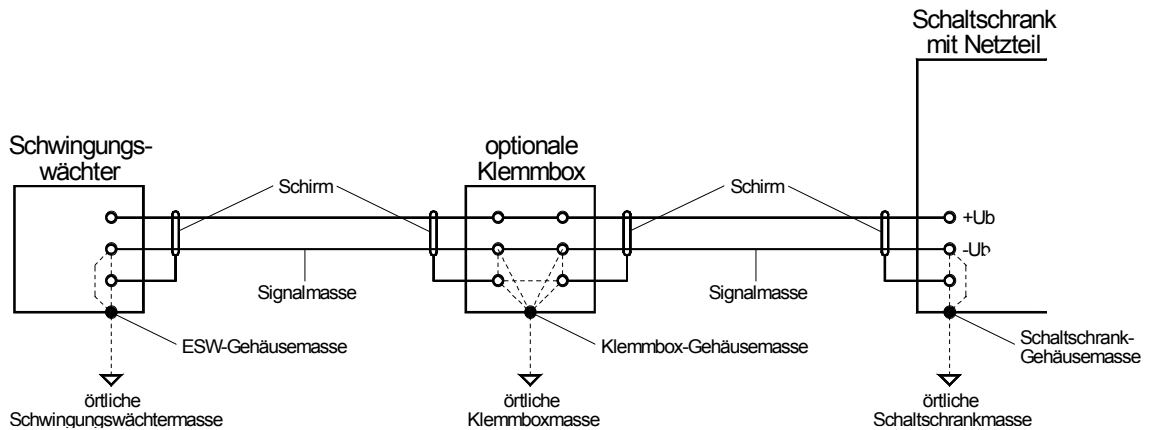 Schaltschrank
mit Netzteil
Schwingungs-
wächter
optionale
Klemmbox
Schirm
Schirm
+Ub
-Ub
Signalmasse
Signalmasse
ESW-Gehäusemasse
Klemmbox-Gehäusemasse
Schaltschrank-
Gehäusemasse
örtliche
Schwingungswächtermasse
örtliche
Klemmboxmasse
örtliche
Schaltschrankmasse